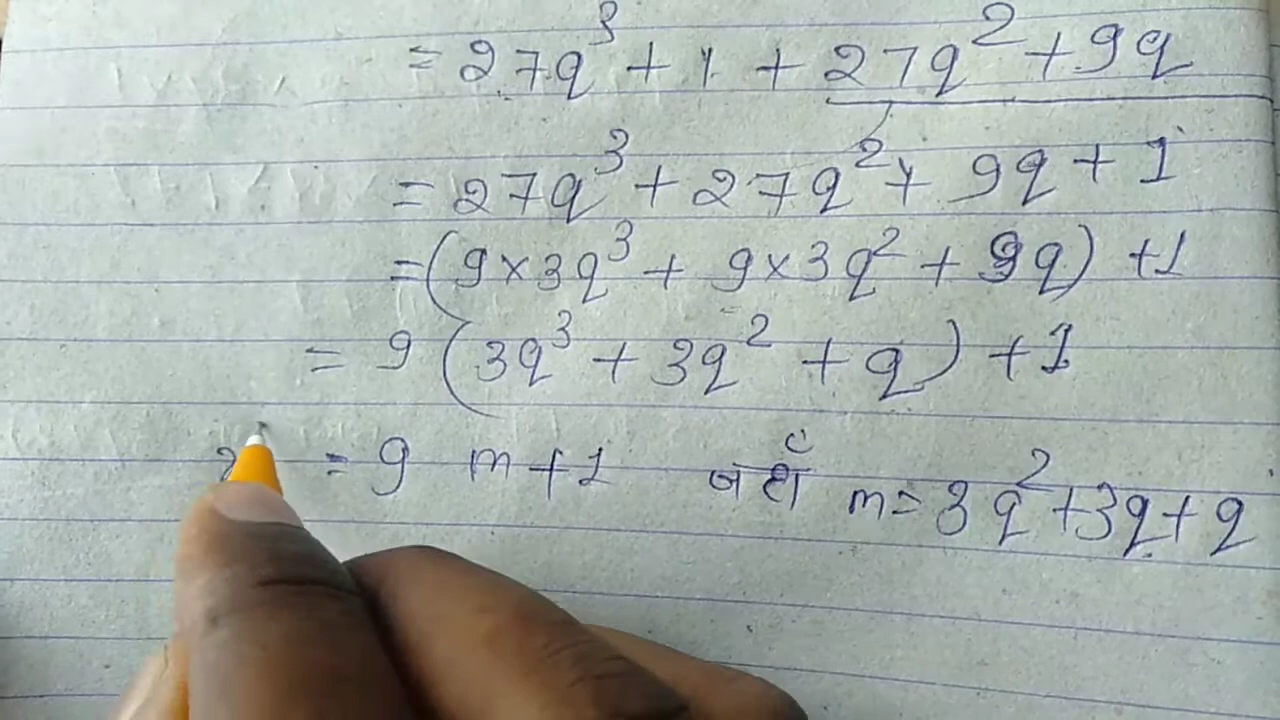 = 27q³ + 1 + 27q² + 9q
= 27q³ + 27q² + 9q + 1
= (9×3q³ + 9×3q² + 9q) + 1
= 9 (3q³ + 3q² + q) + 1
= 9 m + 1 जहाँ m = 3q² + 3q + q